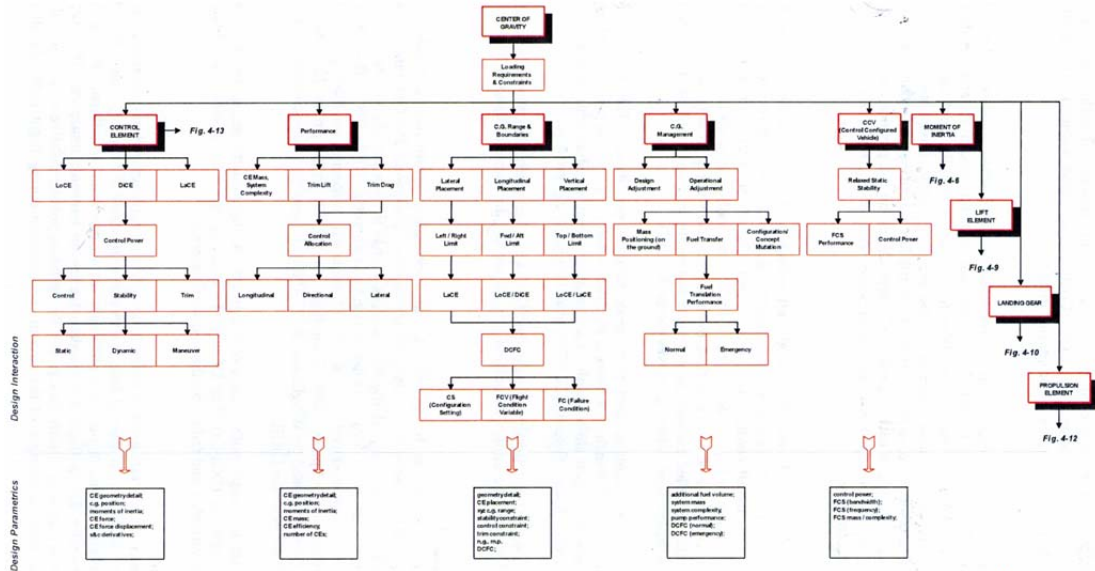 CENTER OF
GRAVITY
Loading
Requirements
& Constraints
CONTROL
ELEMENT
Fig. 4-13
Performance
C.G. Range &
Boundaries
C.G.
Management
CCV
(Control Configured
Vehicle)
MOMENT OF
INERTIA
Fig. 4-8
LIFT
ELEMENT
Fig. 4-9
LANDING GEAR
Fig. 4-10
PROPULSION
ELEMENT
Fig. 4-12
LoCE
DiCE
LaCE
Control Power
Control
Stability
Trim
Static
Dynamic
Maneuver
CE Mass,
System
Complexity
Trim Lift
Trim Drag
Control
Allocation
Longitudinal
Directional
Lateral
Lateral
Placement
Longitudinal
Placement
Vertical
Placement
Left / Right
Limit
Fwd / Aft
Limit
Top / Bottom
Limit
LaCE
LoCE / DiCE
LoCE / LaCE
DCFC
CS
(Configuration
Setting)
FCV (Flight
Condition
Variable)
FC (Failure
Condition)
Design
Adjustment
Operational
Adjustment
Mass
Positioning (on
the ground)
Fuel Transfer
Configuration/
Concept
Mutation
Fuel
Translation
Performance
Normal
Emergency
Relaxed Static
Stability
FCS
Performance
Control Power
Design Interaction
Design Parametrics
CE geometry detail;
c.g. position;
moments of inertia;
CE force;
CE force displacement;
s&c derivatives;
CE geometry detail;
c.g. position;
moments of inertia;
CE mass;
CE efficiency;
number of CEs;
geometry detail;
CE placement;
xyz c.g. range;
stability constraint;
control constraint;
trim constraint;
n.g., m.p.
DCFC;
additional fuel volume;
system mass
system complexity;
pump performance;
DCFC (normal);
DCFC (emergency);
control power;
FCS (bandwidth);
FCS (frequency);
FCS mass / complexity;